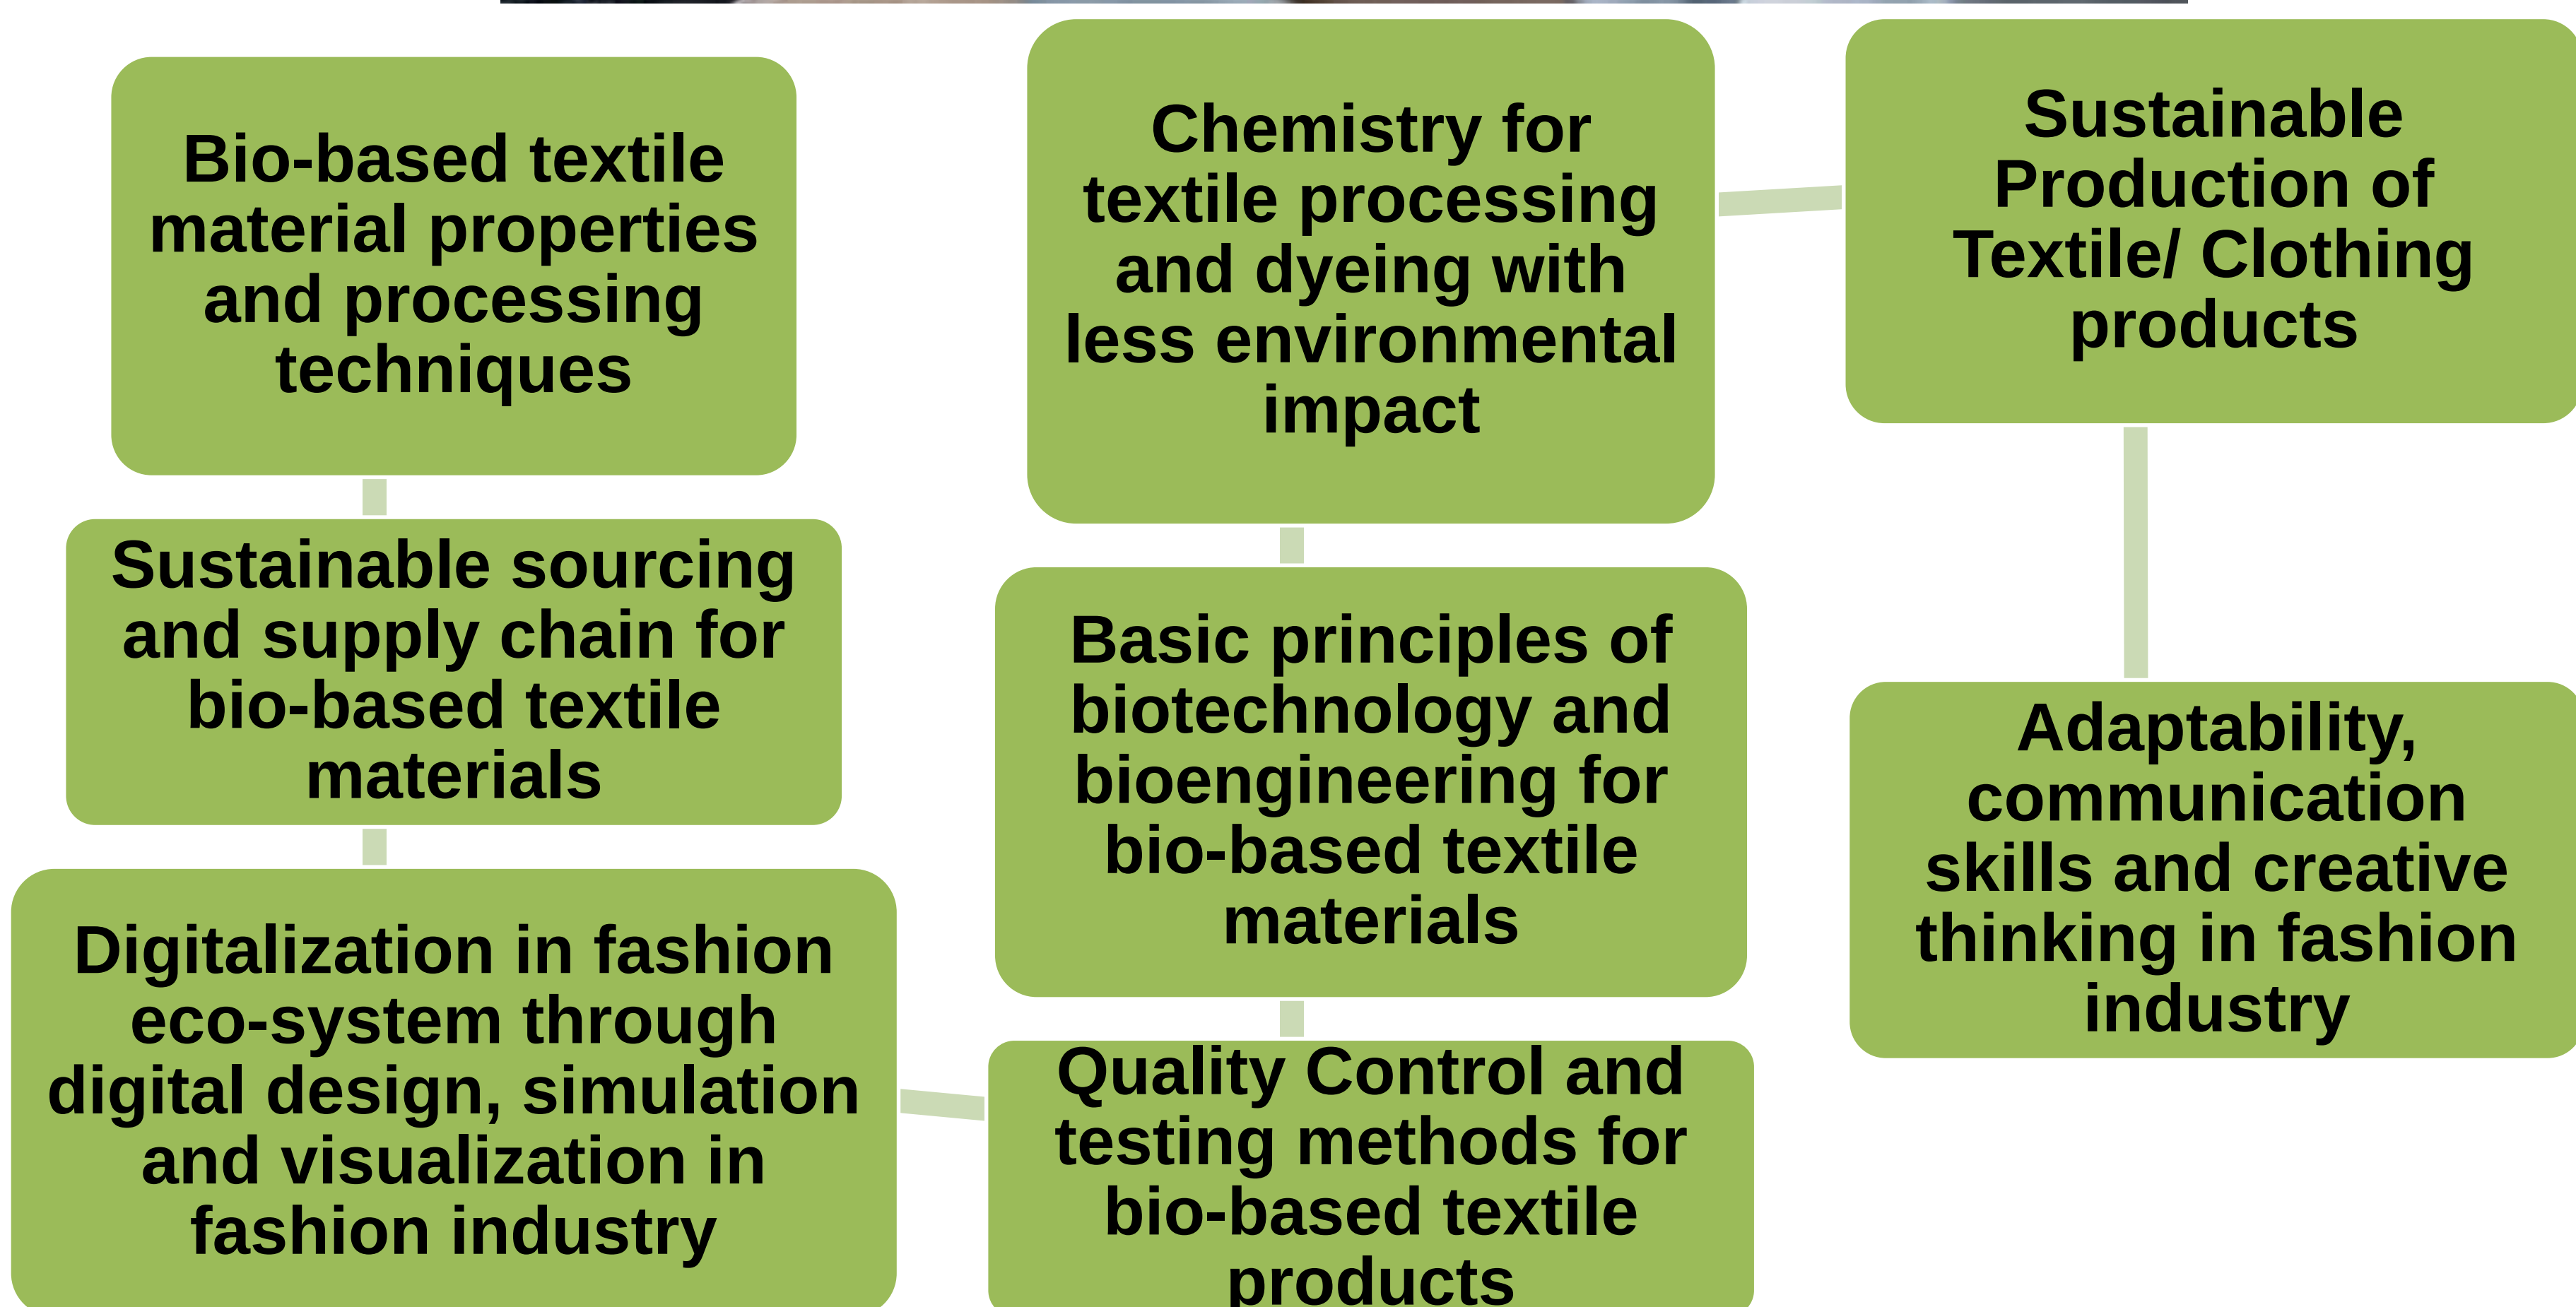 Bio-based textile
material properties
and processing
techniques
Sustainable sourcing
and supply chain for
bio-based textile
materials
Digitalization in fashion
eco-system through
digital design, simulation
and visualization in
fashion industry
Chemistry for
textile processing
and dyeing with
less environmental
impact
Basic principles of
biotechnology and
bioengineering for
bio-based textile
materials
Quality Control and
testing methods for
bio-based textile
products
Sustainable
Production of
Textile/ Clothing
products
Adaptability,
communication
skills and creative
thinking in fashion
industry